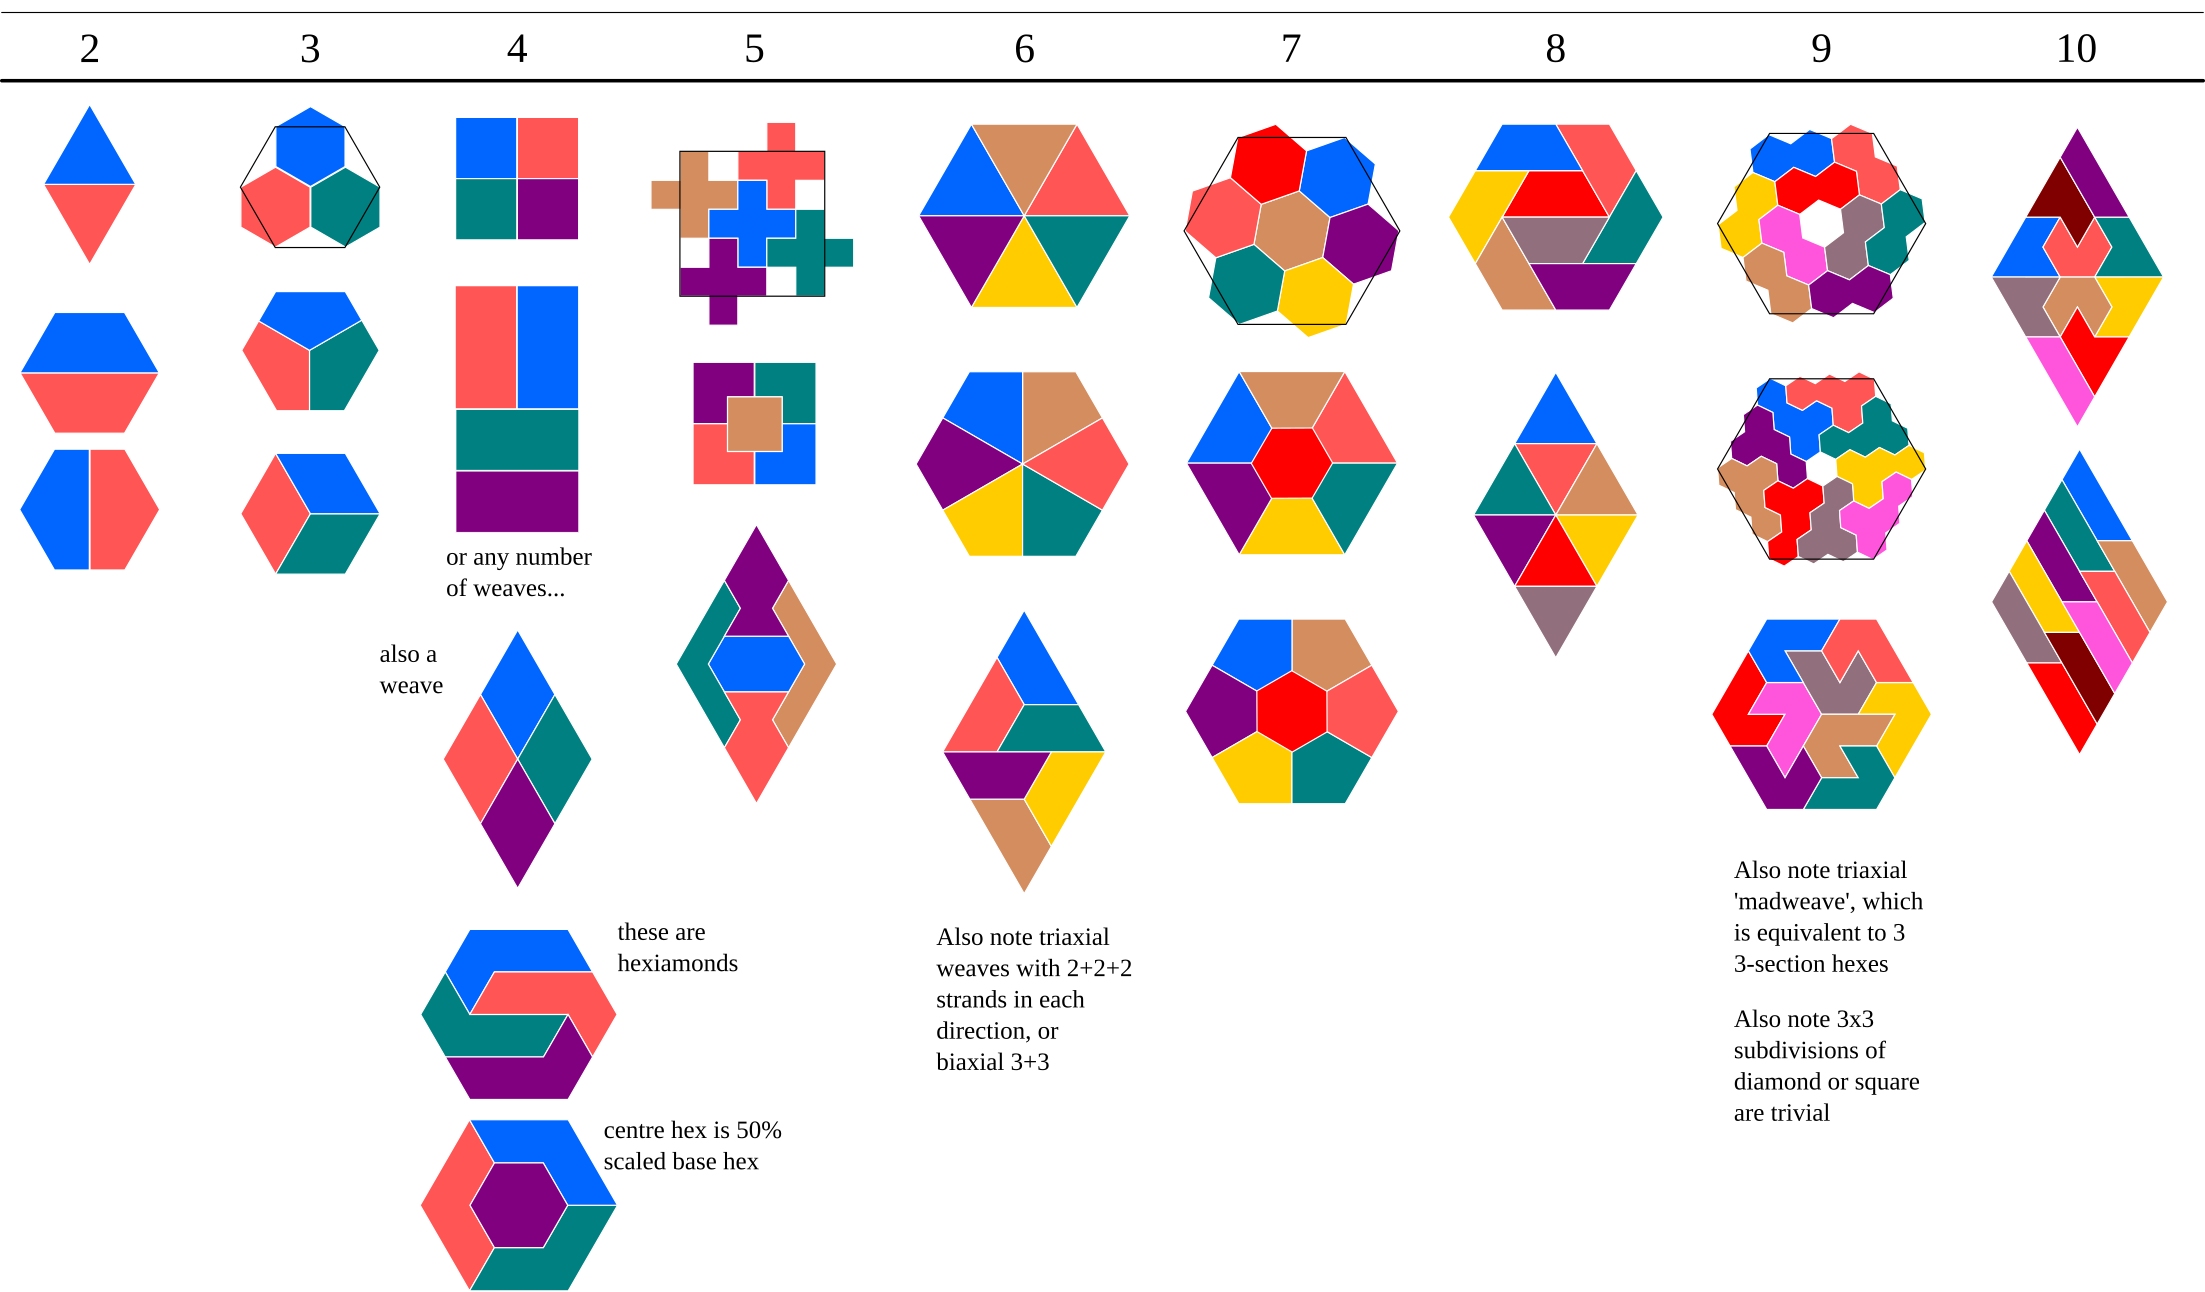 2 3 4 5 6 7 8 9 10
or any number
of weaves...
also a
weave
these are
hexiamonds
centre hex is 50%
scaled base hex
Also note triaxial
weaves with 2+2+2
strands in each
direction, or
biaxial 3+3
Also note triaxial
'madweave', which
is equivalent to 3
3-section hexes
Also note 3x3
subdivisions of
diamond or square
are trivial